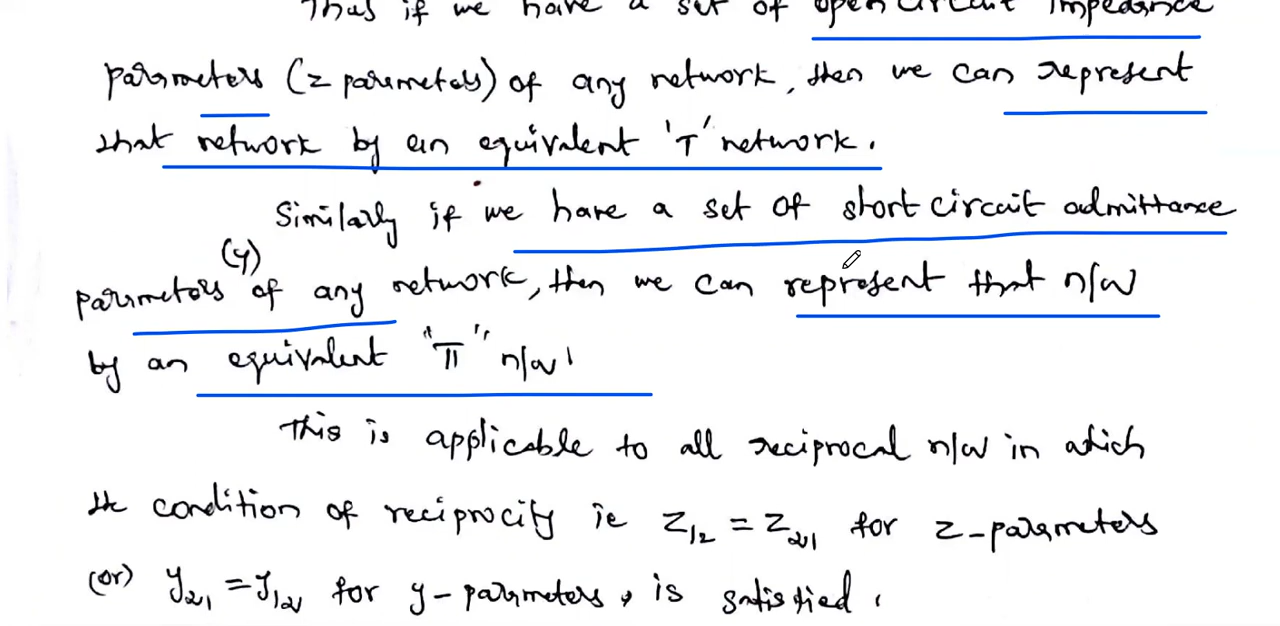 Thus if we have a set of open circuit impedance
parameters (z parameters) of any network, then we can represent
that network by an equivalent 'T' network.
Similarly if we have a set of short circuit admittance
(y)
parameters of any network, then we can represent that n/w
by an equivalent "π" n/w.
This is applicable to all reciprocal n/w in which
the condition of reciprocity ie Z12 = Z21 for z-parameters
(or) y21 = y12 for y-parameters, is satisfied.